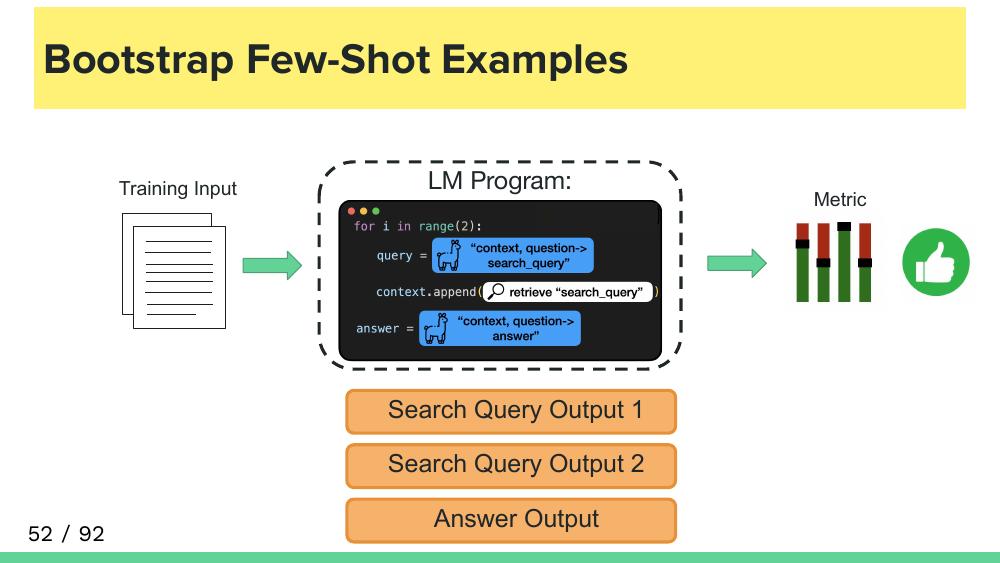 Bootstrap Few-Shot Examples
Training Input
LM Program:
for i in range(2):
query = “context, question->
search_query”
context.append( retrieve “search_query” )
answer = “context, question->
answer”
Metric
Search Query Output 1
Search Query Output 2
Answer Output
52 / 92